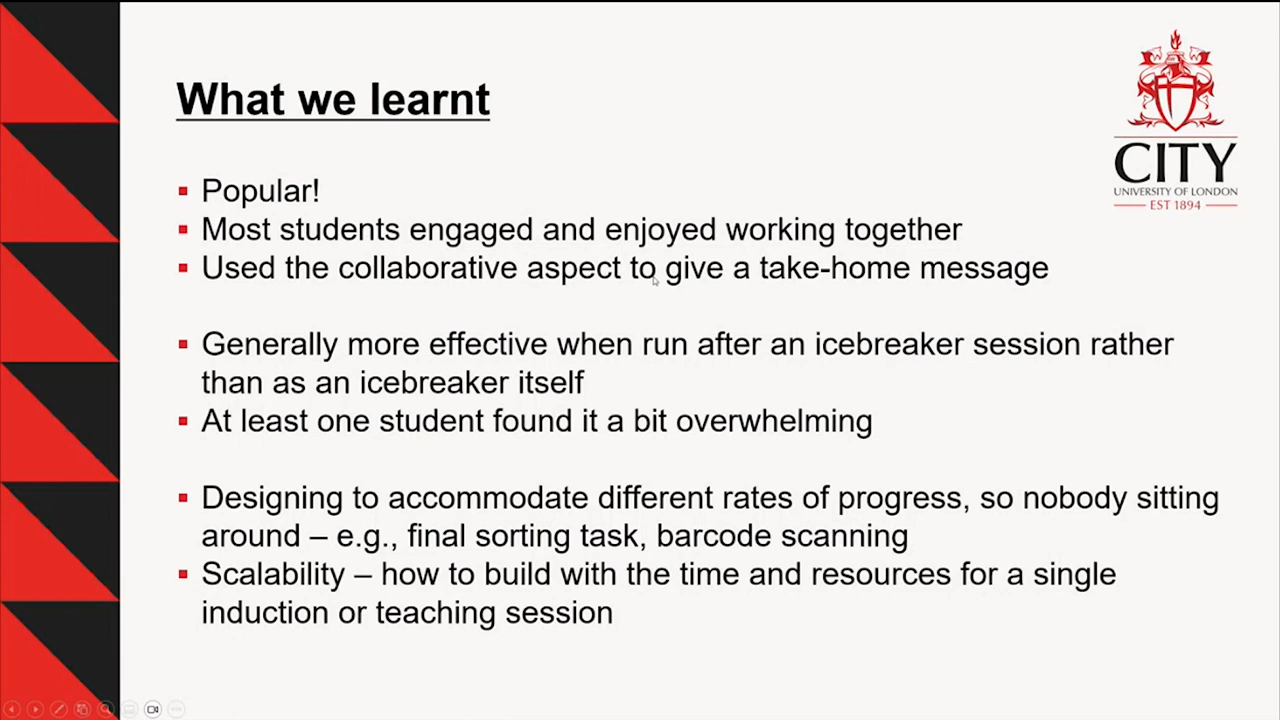 What we learnt
CITY
UNIVERSITY OF LONDON
EST 1894
▪ Popular!
▪ Most students engaged and enjoyed working together
▪ Used the collaborative aspect to give a take-home message
▪ Generally more effective when run after an icebreaker session rather
than as an icebreaker itself
▪ At least one student found it a bit overwhelming
▪ Designing to accommodate different rates of progress, so nobody sitting
around – e.g., final sorting task, barcode scanning
▪ Scalability – how to build with the time and resources for a single
induction or teaching session